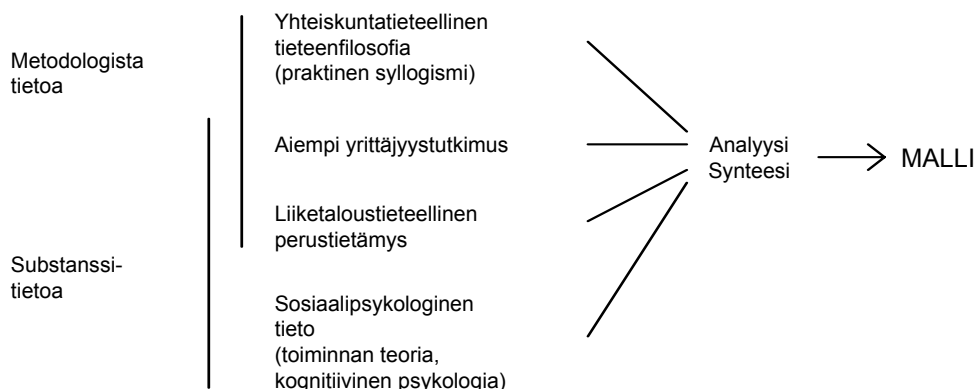 Metodologista
tietoa
Substanssi-
tietoa
Yhteiskuntatieteellinen
tieteenfilosofia
(praktinen syllogismi)
Aiempi yrittäjyystutkimus
Liiketaloustieteellinen
perustietämys
Sosiaalipsykologinen
tieto
(toiminnan teoria,
kognitiivinen psykologia)
Analyysi
Synteesi
MALLI